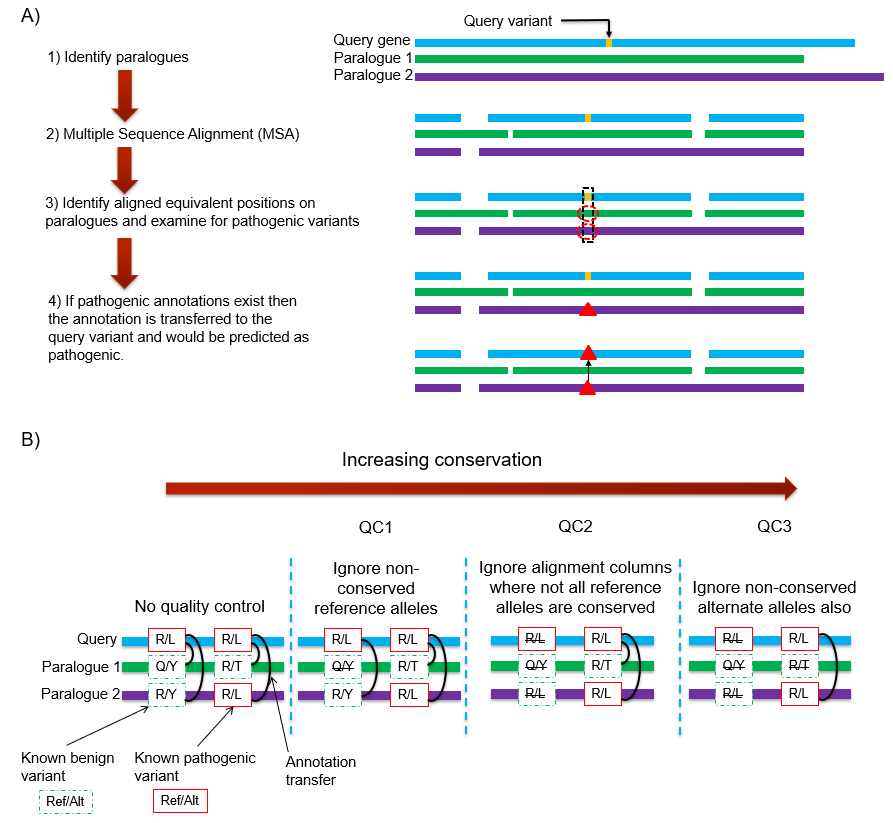 A)
Query variant
Query gene
Paralogue 1
Paralogue 2
1) Identify paralogues
2) Multiple Sequence Alignment (MSA)
3) Identify aligned equivalent positions on
paralogues and examine for pathogenic variants
4) If pathogenic annotations exist then
the annotation is transferred to the
query variant and would be predicted as
pathogenic.
B)
Increasing conservation
QC1
QC2
QC3
No quality control
Ignore non-
conserved
reference alleles
Ignore alignment columns
where not all reference
alleles are conserved
Ignore non-conserved
alternate alleles also
Query R/L R/L R/L R/L R/L R/L R/L R/L
Paralogue 1 Q/Y R/T Q/Y R/T Q/Y R/T Q/Y R/T
Paralogue 2 R/Y R/L R/Y R/L R/L R/L R/L R/L
Known benign
variant
Ref/Alt
Known pathogenic
variant
Ref/Alt
Annotation
transfer